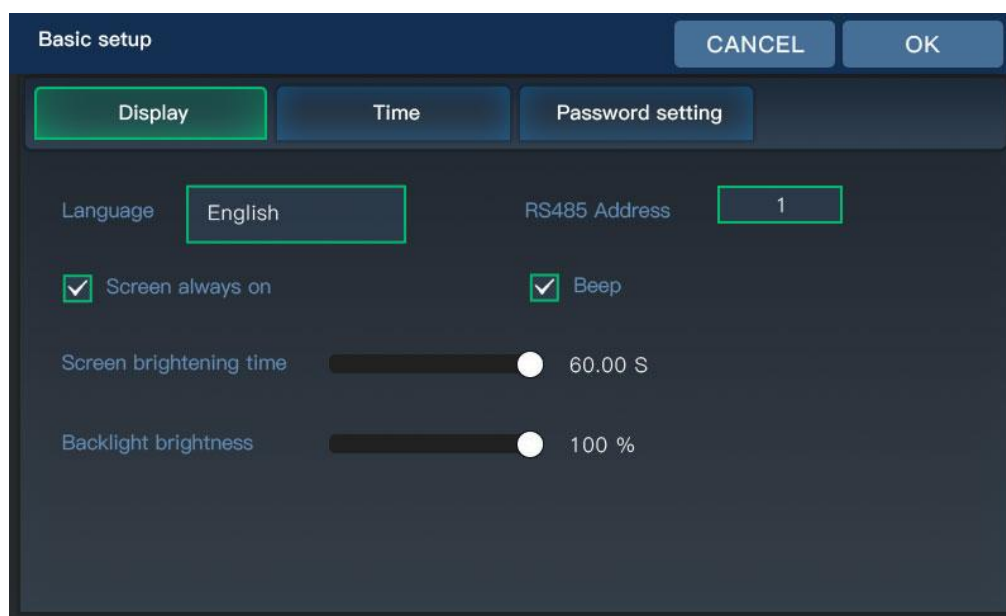 Basic setup CANCEL OK
Display Time Password setting
Language English RS485 Address 1
Screen always on Beep
Screen brightening time 60.00 S
Backlight brightness 100 %